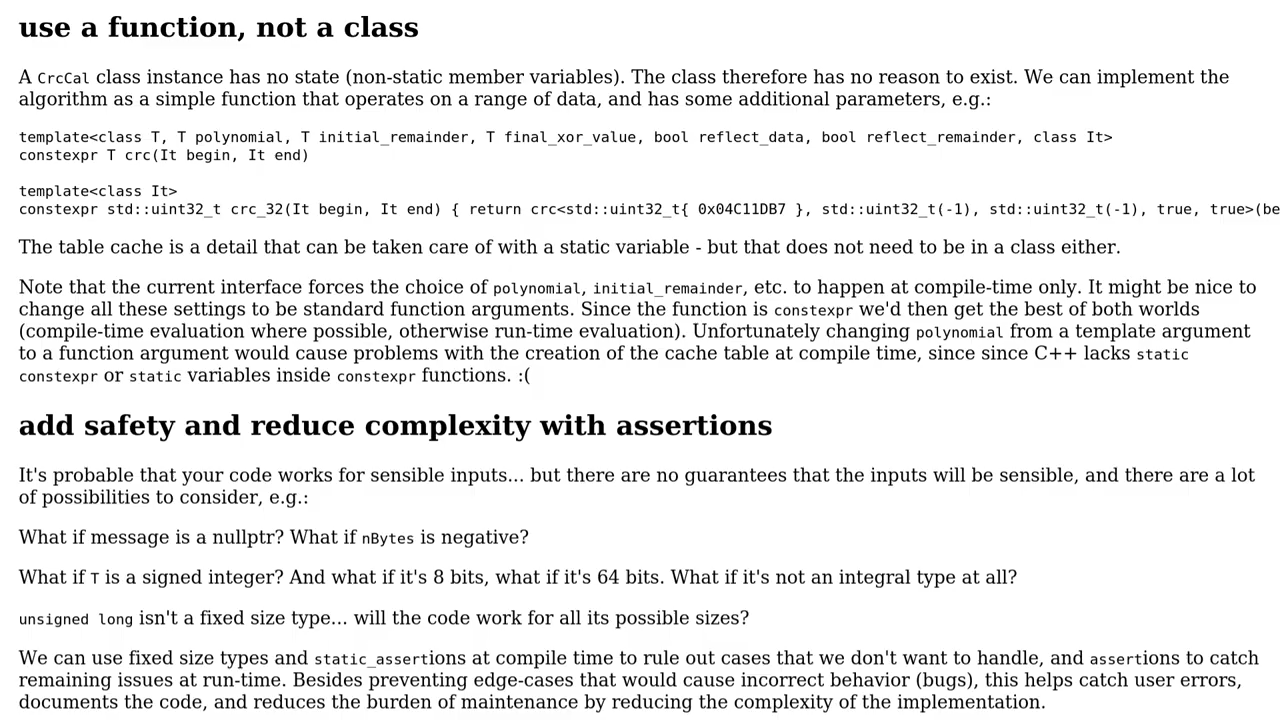 use a function, not a class
A CrcCal class instance has no state (non-static member variables). The class therefore has no reason to exist. We can implement the
algorithm as a simple function that operates on a range of data, and has some additional parameters, e.g.:
template<class T, T polynomial, T initial_remainder, T final_xor_value, bool reflect_data, bool reflect_remainder, class It>
constexpr T crc(It begin, It end)
template<class It>
constexpr std::uint32_t crc_32(It begin, It end) { return crc<std::uint32_t{ 0x04C11DB7 }, std::uint32_t(-1), std::uint32_t(-1), true, true>(be
The table cache is a detail that can be taken care of with a static variable - but that does not need to be in a class either.
Note that the current interface forces the choice of polynomial, initial_remainder, etc. to happen at compile-time only. It might be nice to
change all these settings to be standard function arguments. Since the function is constexpr we'd then get the best of both worlds
(compile-time evaluation where possible, otherwise run-time evaluation). Unfortunately changing polynomial from a template argument
to a function argument would cause problems with the creation of the cache table at compile time, since since C++ lacks static
constexpr or static variables inside constexpr functions. :(
add safety and reduce complexity with assertions
It's probable that your code works for sensible inputs... but there are no guarantees that the inputs will be sensible, and there are a lot
of possibilities to consider, e.g.:
What if message is a nullptr? What if nBytes is negative?
What if T is a signed integer? And what if it's 8 bits, what if it's 64 bits. What if it's not an integral type at all?
unsigned long isn't a fixed size type... will the code work for all its possible sizes?
We can use fixed size types and static_assertions at compile time to rule out cases that we don't want to handle, and assertions to catch
remaining issues at run-time. Besides preventing edge-cases that would cause incorrect behavior (bugs), this helps catch user errors,
documents the code, and reduces the burden of maintenance by reducing the complexity of the implementation.